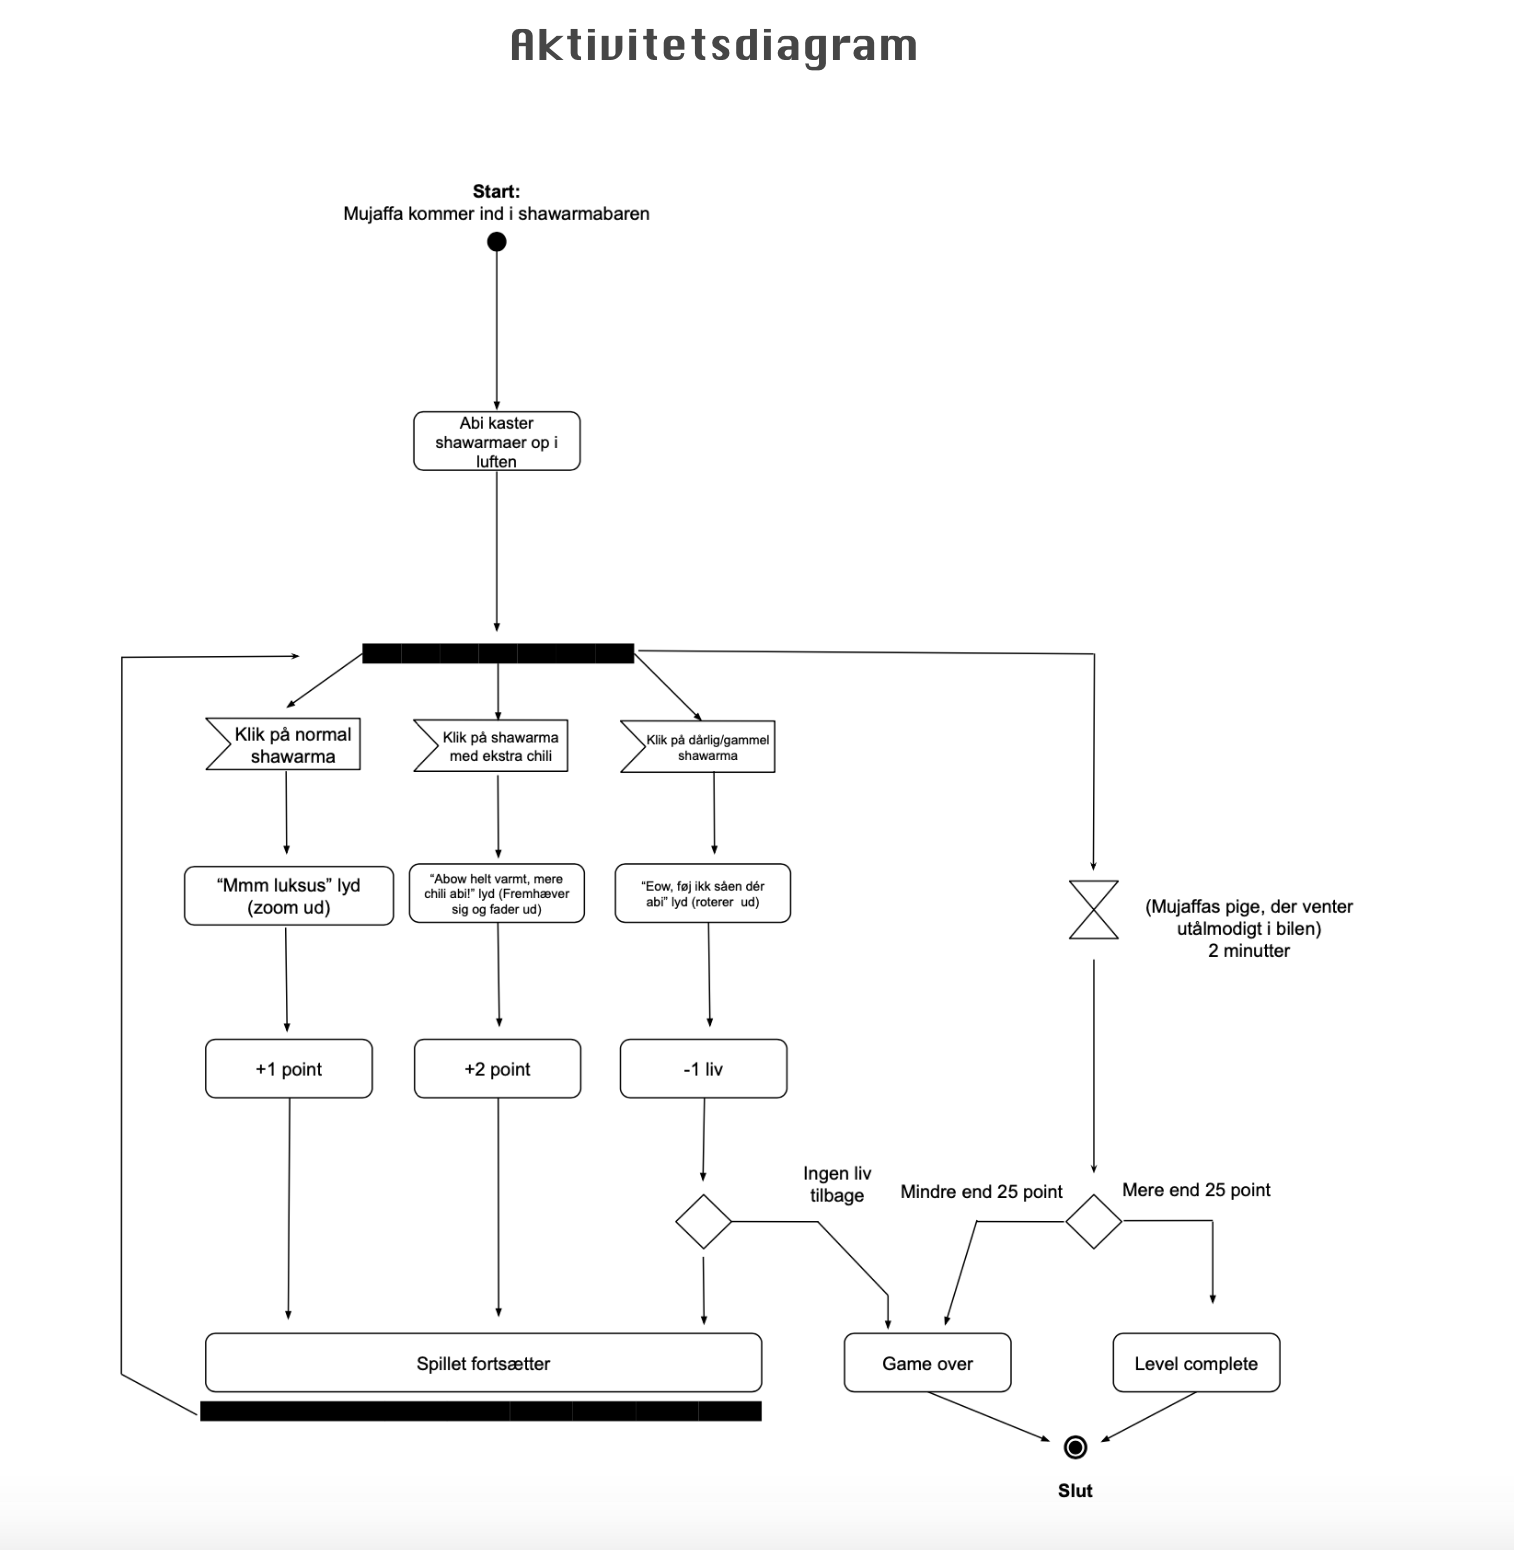 Aktivitetsdiagram
Start:
Mujaffa kommer ind i shawarmabaren
Abi kaster
shawarmaer op i
luften
Klik på normal
shawarma
Klik på shawarma
med ekstra chili
Klik på dårlig/gammel
shawarma
“Mmm luksus” lyd
(zoom ud)
“Abow helt varmt, mere
chili abi!” lyd (Fremhæver
sig og fader ud)
“Eow, føj ikk såen dér
abi” lyd (roterer ud)
(Mujaffas pige, der venter
utålmodigt i bilen)
2 minutter
+1 point
+2 point
-1 liv
Ingen liv
tilbage
Mindre end 25 point
Mere end 25 point
Spillet fortsætter
Game over
Level complete
Slut